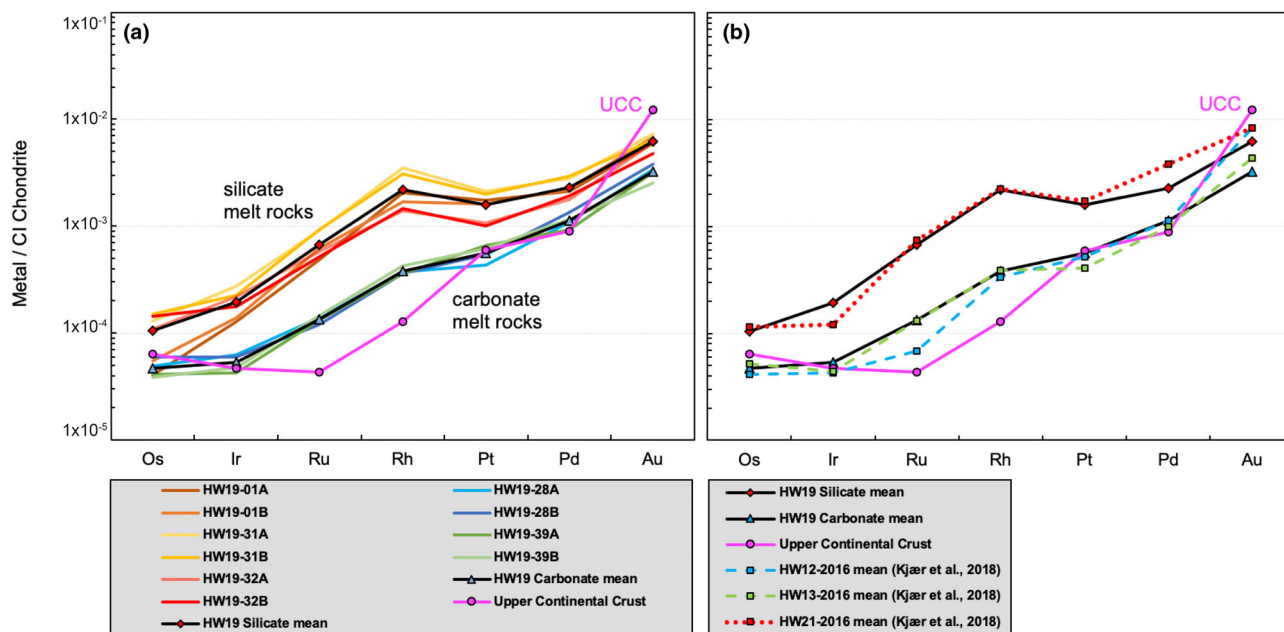 (a)
(b)
Metal / CI Chondrite
1x10⁻¹
1x10⁻²
1x10⁻³
1x10⁻⁴
1x10⁻⁵
UCC
silicate
melt rocks
carbonate
melt rocks
Os Ir Ru Rh Pt Pd Au
UCC
Os Ir Ru Rh Pt Pd Au
HW19-01A
HW19-01B
HW19-31A
HW19-31B
HW19-32A
HW19-32B
HW19 Silicate mean
HW19-28A
HW19-28B
HW19-39A
HW19-39B
HW19 Carbonate mean
Upper Continental Crust
HW19 Silicate mean
HW19 Carbonate mean
Upper Continental Crust
HW12-2016 mean (Kjær et al., 2018)
HW13-2016 mean (Kjær et al., 2018)
HW21-2016 mean (Kjær et al., 2018)